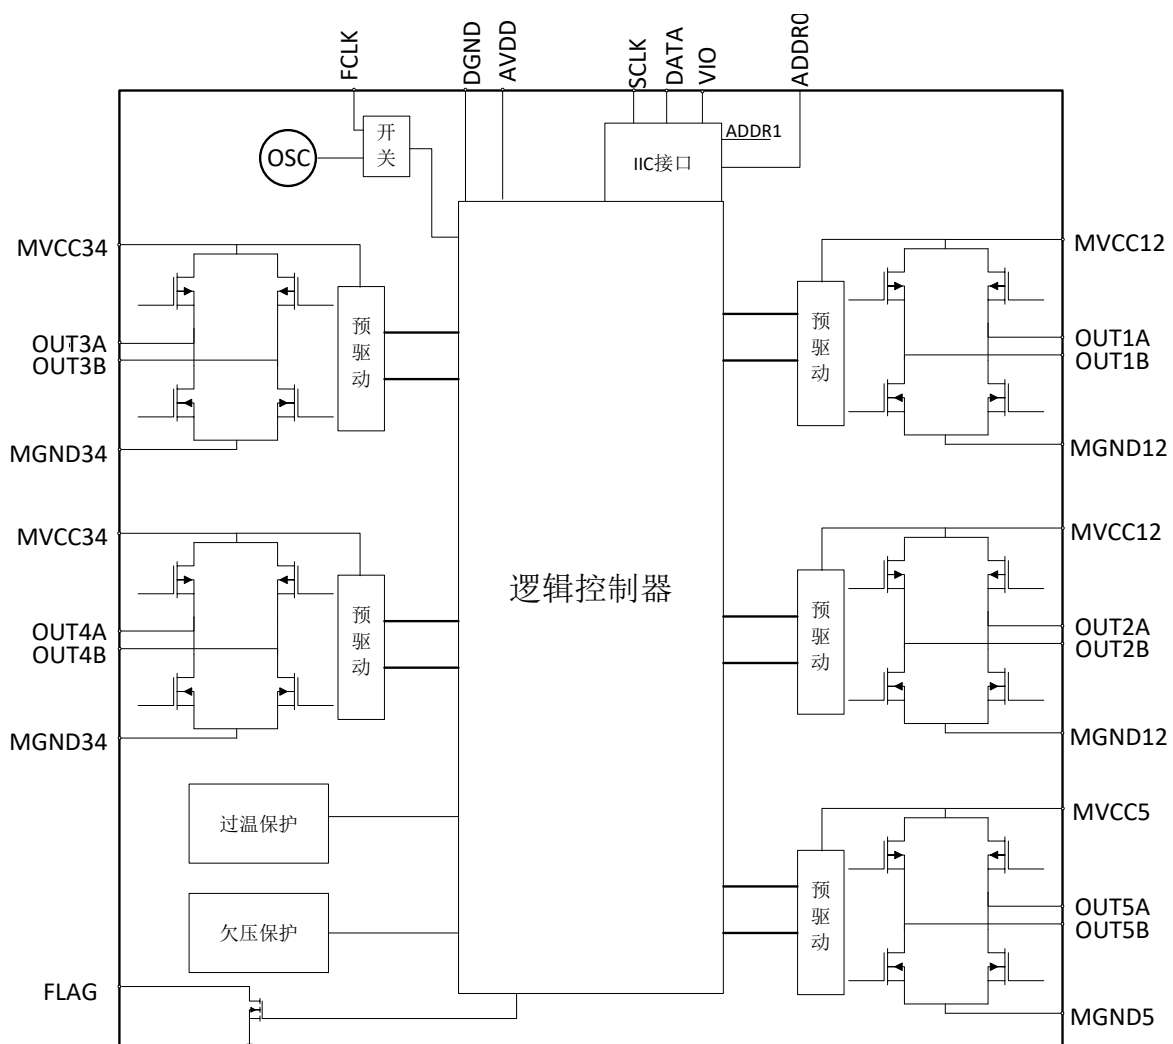 FCLK
DGND
AVDD
SCLK
DATA
VIO
ADDR0
OSC
开关
IIC接口
ADDR1
MVCC34
预驱动
OUT3A
OUT3B
MGND34
MVCC12
预驱动
OUT1A
OUT1B
MGND12
逻辑控制器
MVCC34
预驱动
OUT4A
OUT4B
MGND34
MVCC12
预驱动
OUT2A
OUT2B
MGND12
过温保护
欠压保护
FLAG
MVCC5
预驱动
OUT5A
OUT5B
MGND5